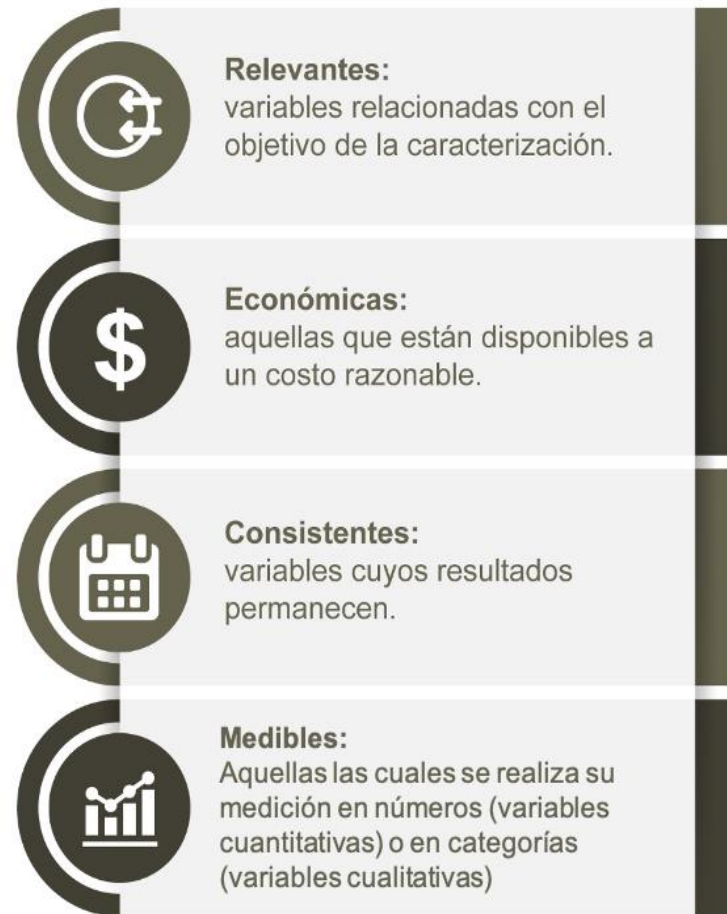 Relevantes:
variables relacionadas con el
objetivo de la caracterización.
$
Económicas:
aquellas que están disponibles a
un costo razonable.
Consistentes:
variables cuyos resultados
permanecen.
Medibles:
Aquellas las cuales se realiza su
medición en números (variables
cuantitativas) o en categorías
(variables cualitativas)